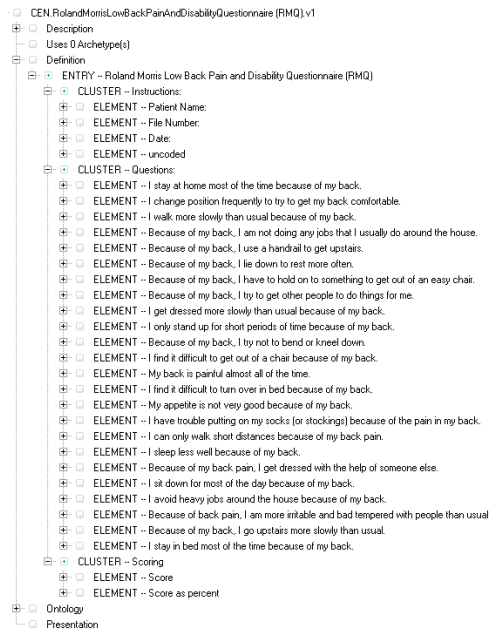 CEN.RolandMorrisLowBackPainAndDisabilityQuestionnaire (RMQ).v1
Description
Uses 0 Archetype(s)
Definition
ENTRY -- Roland Morris Low Back Pain and Disability Questionnaire (RMQ)
CLUSTER -- Instructions:
ELEMENT -- Patient Name:
ELEMENT -- File Number:
ELEMENT -- Date:
ELEMENT -- uncoded
CLUSTER -- Questions:
ELEMENT -- I stay at home most of the time because of my back.
ELEMENT -- I change position frequently to try to get my back comfortable.
ELEMENT -- I walk more slowly than usual because of my back.
ELEMENT -- Because of my back, I am not doing any jobs that I usually do around the house.
ELEMENT -- Because of my back, I use a handrail to get upstairs.
ELEMENT -- Because of my back, I lie down to rest more often.
ELEMENT -- Because of my back, I have to hold on to something to get out of an easy chair.
ELEMENT -- Because of my back, I try to get other people to do things for me.
ELEMENT -- I get dressed more slowly than usual because of my back.
ELEMENT -- I only stand up for short periods of time because of my back.
ELEMENT -- Because of my back, I try not to bend or kneel down.
ELEMENT -- I find it difficult to get out of a chair because of my back.
ELEMENT -- My back is painful almost all of the time.
ELEMENT -- I find it difficult to turn over in bed because of my back.
ELEMENT -- My appetite is not very good because of my back.
ELEMENT -- I have trouble putting on my socks (or stockings) because of the pain in my back.
ELEMENT -- I can only walk short distances because of my back pain.
ELEMENT -- I sleep less well because of my back.
ELEMENT -- Because of my back pain, I get dressed with the help of someone else.
ELEMENT -- I sit down for most of the day because of my back.
ELEMENT -- I avoid heavy jobs around the house because of my back.
ELEMENT -- Because of back pain, I am more irritable and bad tempered with people than usual
ELEMENT -- Because of my back, I go upstairs more slowly than usual.
ELEMENT -- I stay in bed most of the time because of my back.
CLUSTER -- Scoring
ELEMENT -- Score
ELEMENT -- Score as percent
Ontology
Presentation